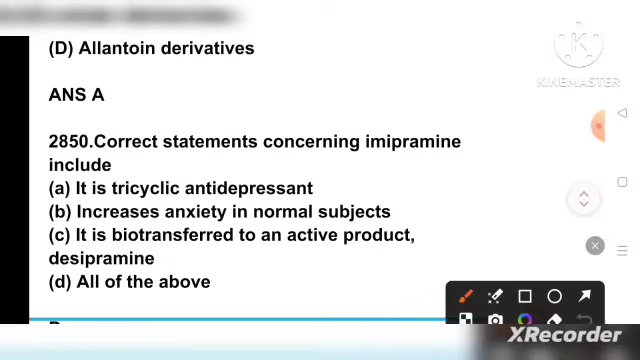 (D) Allantoin derivatives
ANS A
2850.Correct statements concerning imipramine
include
(a) It is tricyclic antidepressant
(b) Increases anxiety in normal subjects
(c) It is biotransferred to an active product,
desipramine
(d) All of the above
KINEMASTER
XRecorder